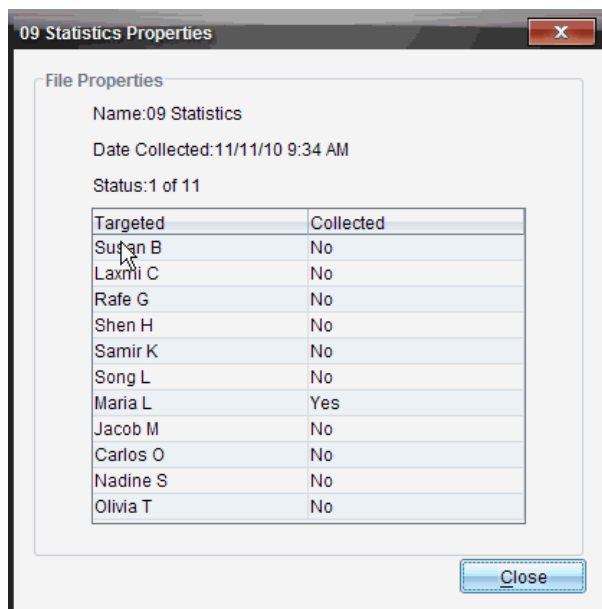 09 Statistics Properties
x
File Properties
Name:09 Statistics
Date Collected:11/11/10 9:34 AM
Status:1 of 11
Targeted Collected
Susan B No
Laxmi C No
Rafe G No
Shen H No
Samir K No
Song L No
Maria L Yes
Jacob M No
Carlos O No
Nadine S No
Olivia T No
Close